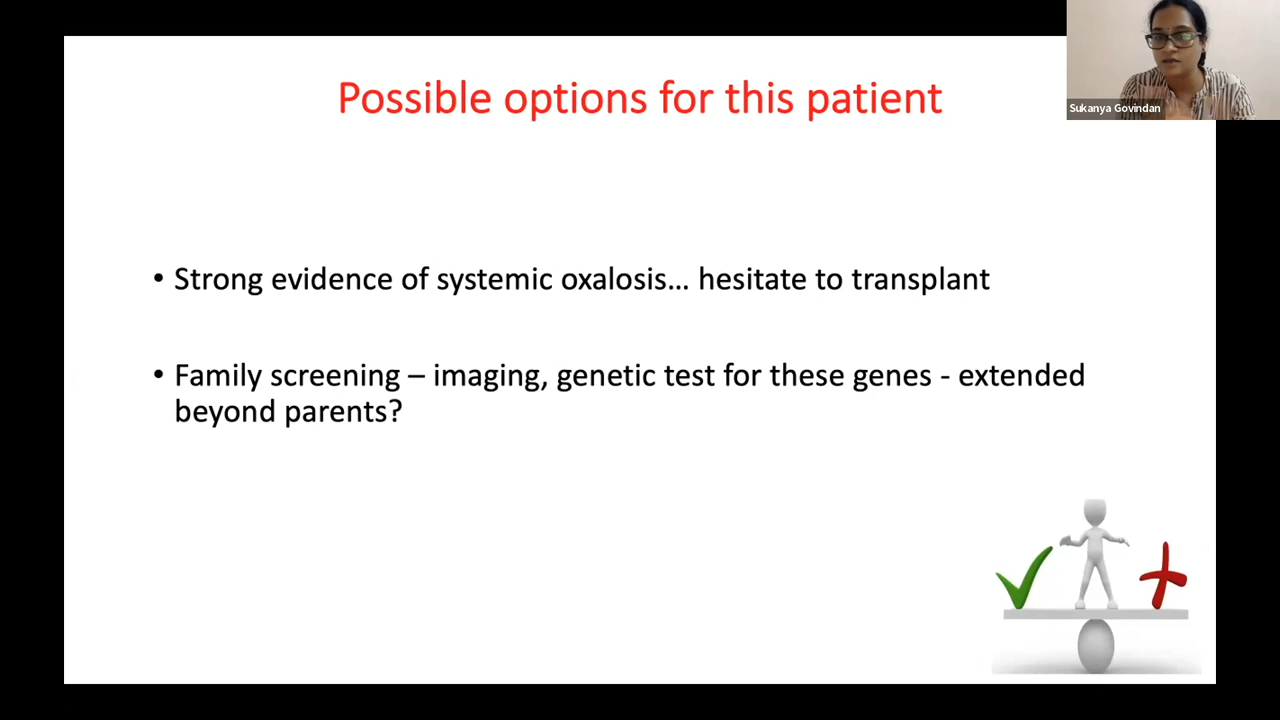 Possible options for this patient
Sukanya Govindan
• Strong evidence of systemic oxalosis... hesitate to transplant
• Family screening – imaging, genetic test for these genes - extended
beyond parents?